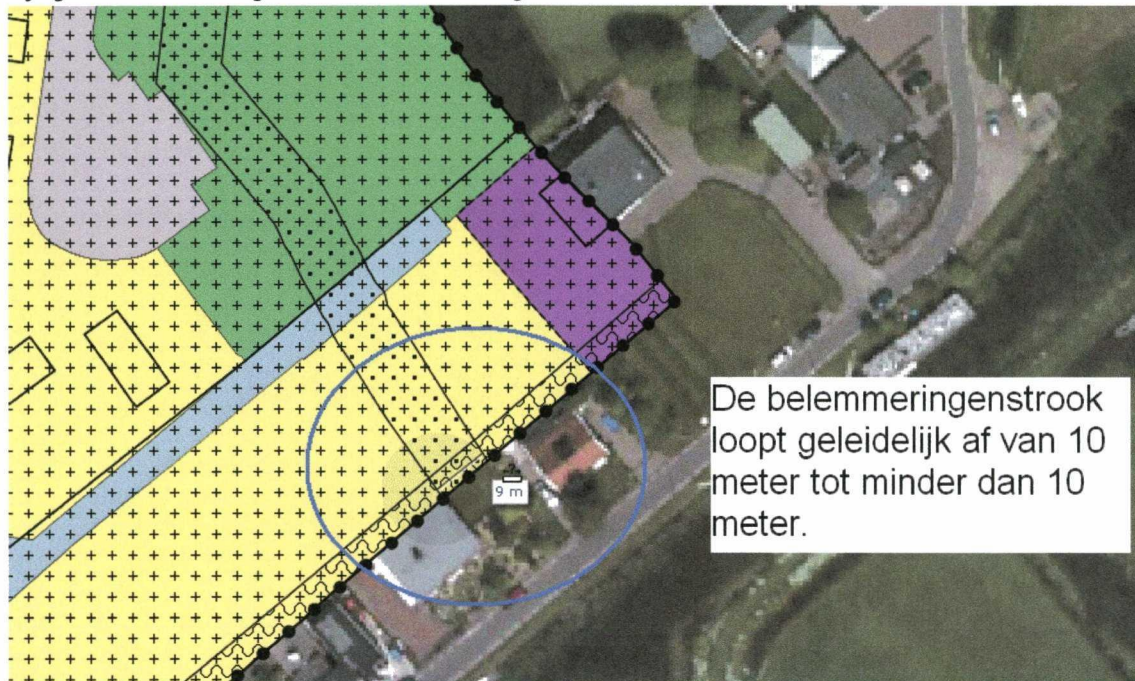 9 m
De belemmeringenstrook
loopt geleidelijk af van 10
meter tot minder dan 10
meter.